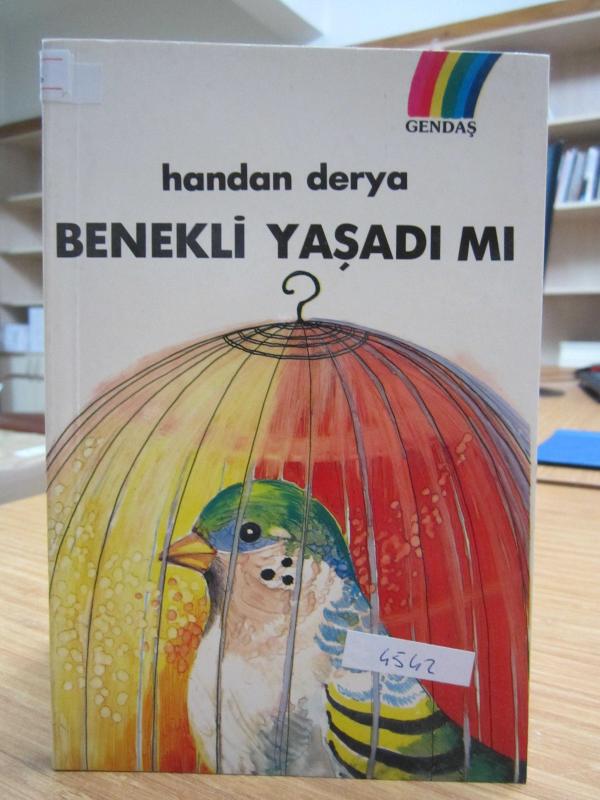 GENDAŞ
handan derya
BENEKLİ YAŞADI MI
4542